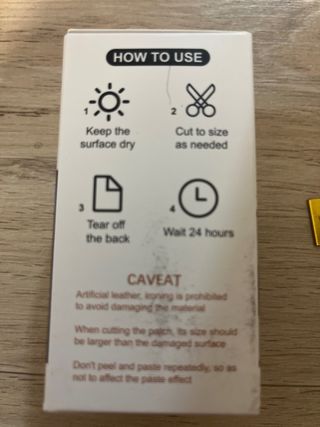 HOW TO USE
1 2
Keep the Cut to size
surface dry as needed
3 4
Tear off Wait 24 hours
the back
CAVEAT
Artificial leather, ironing is prohibited
to avoid damaging the material
When cutting the patch, its size should
be larger than the damaged surface
Don't peel and paste repeatedly, so as
not to affect the paste effect